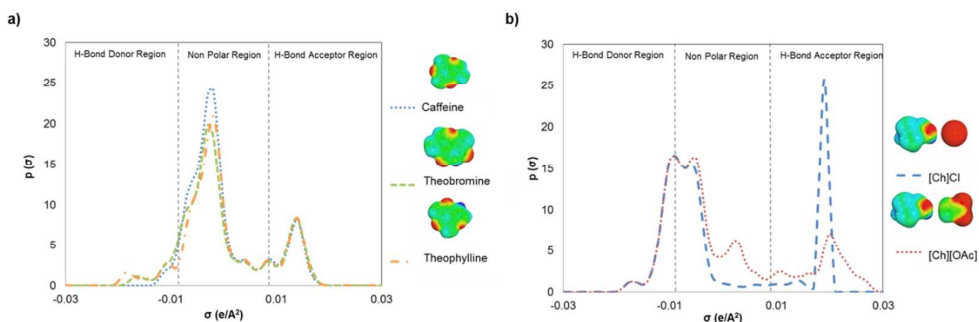 a)
H-Bond Donor Region
Non Polar Region
H-Bond Acceptor Region
30
25
20
15
10
5
0
p (σ)
-0.03
-0.01
0.01
0.03
σ (e/A²)
Caffeine
Theobromine
Theophylline
b)
H-Bond Donor Region
Non Polar Region
H-Bond Acceptor Region
30
25
20
15
10
5
0
p (σ)
-0.03
-0.01
0.01
0.03
σ (e/A²)
[Ch]Cl
[Ch][OAc]